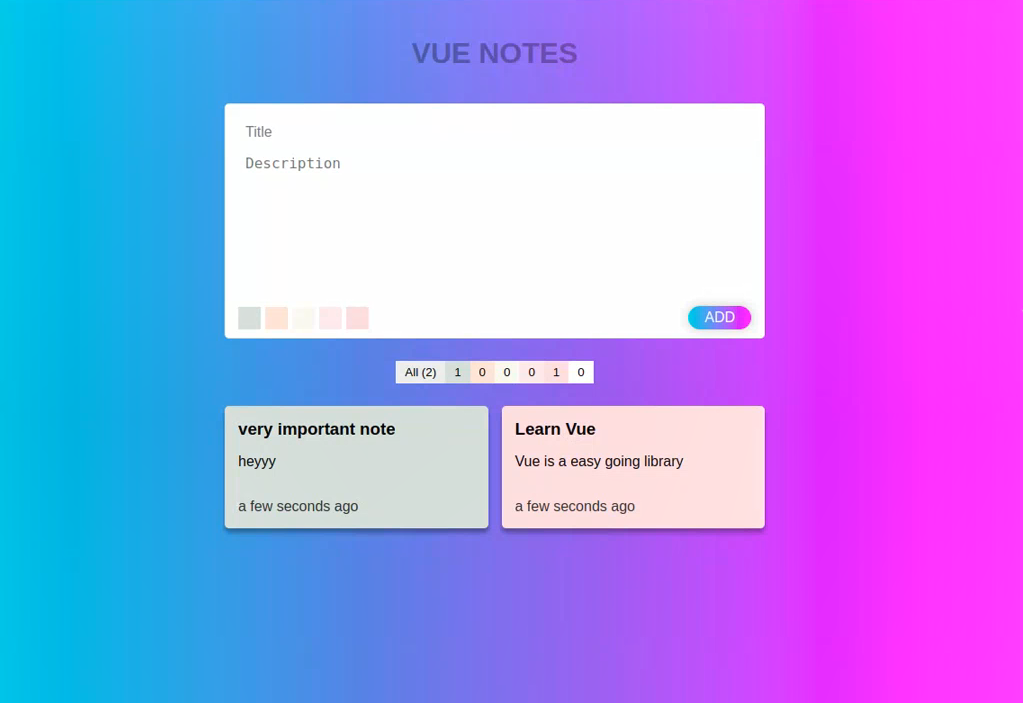 VUE NOTES
Title
Description
ADD
All (2) 1 0 0 0 1 0
very important note
heyyy
a few seconds ago
Learn Vue
Vue is a easy going library
a few seconds ago